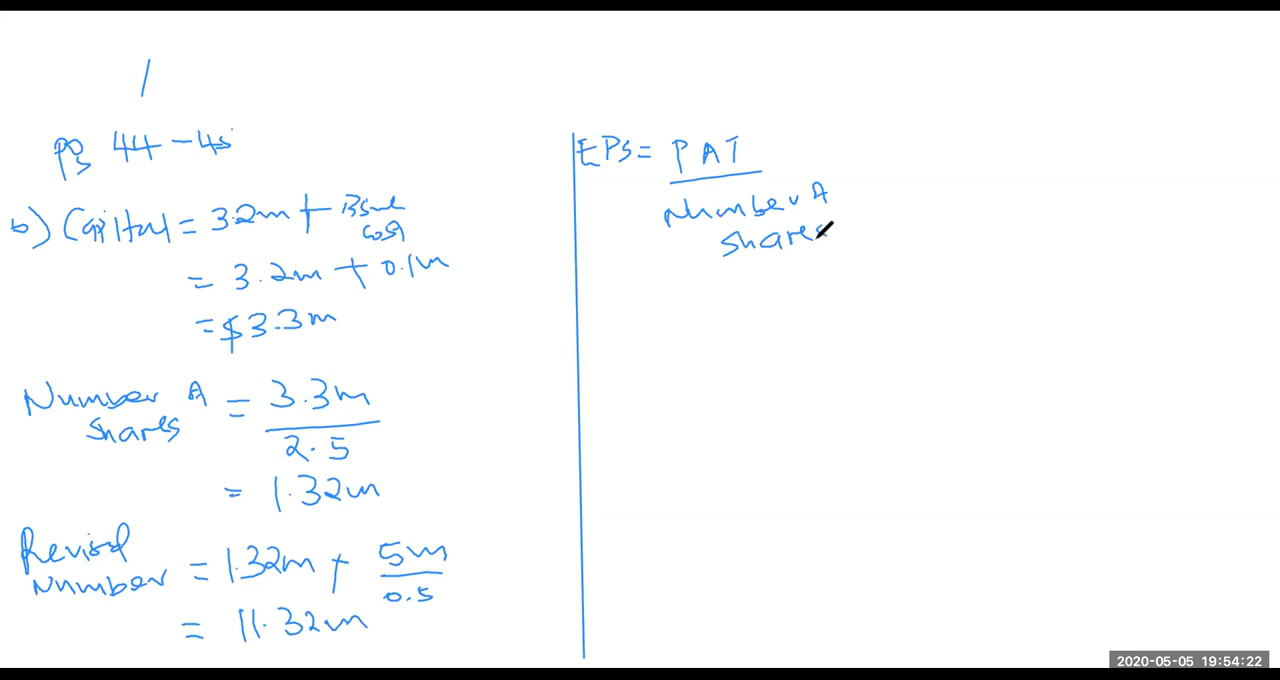 /
pg 44-45
b) Capital = 3.2m + Issue
cost
= 3.2m + 0.1m
= $3.3m
Number of
shares = 3.3m
2.5
= 1.32m
Revised
Number = 1.32m + 5m
0.5
= 11.32m
EPS = PAT
Number of
shares
2020-05-05 19:54:22